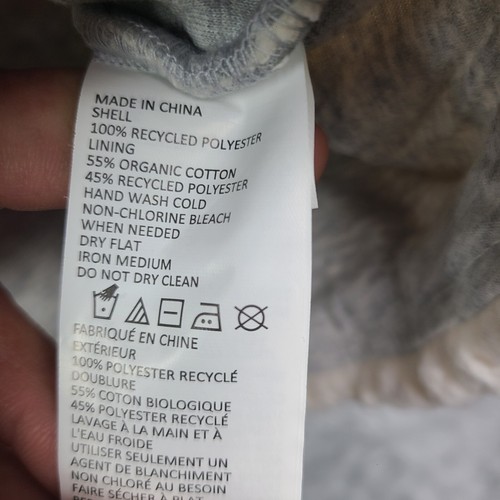 MADE IN CHINA
SHELL
100% RECYCLED POLYESTER
LINING
55% ORGANIC COTTON
45% RECYCLED POLYESTER
HAND WASH COLD
NON-CHLORINE BLEACH
WHEN NEEDED
DRY FLAT
IRON MEDIUM
DO NOT DRY CLEAN
FABRIQUÉ EN CHINE
EXTÉRIEUR
100% POLYESTER RECYCLÉ
DOUBLURE
55% COTON BIOLOGIQUE
45% POLYESTER RECYCLÉ
LAVAGE À LA MAIN ET À
L'EAU FROIDE
UTILISER SEULEMENT UN
AGENT DE BLANCHIMENT
NON CHLORÉ AU BESOIN
FAIRE SÉCHER À PLAT